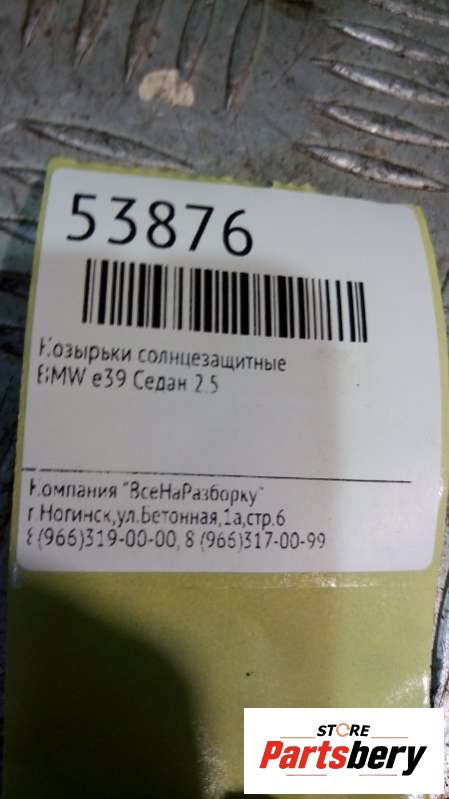 53876
Козырьки солнцезащитные
BMW e39 Седан 2.5
Компания "ВсеНаРазборку"
г.Ногинск,ул.Бетонная,1а,стр.6
8 (966)319-00-00, 8 (966)317-00-99
STORE
Partsbery